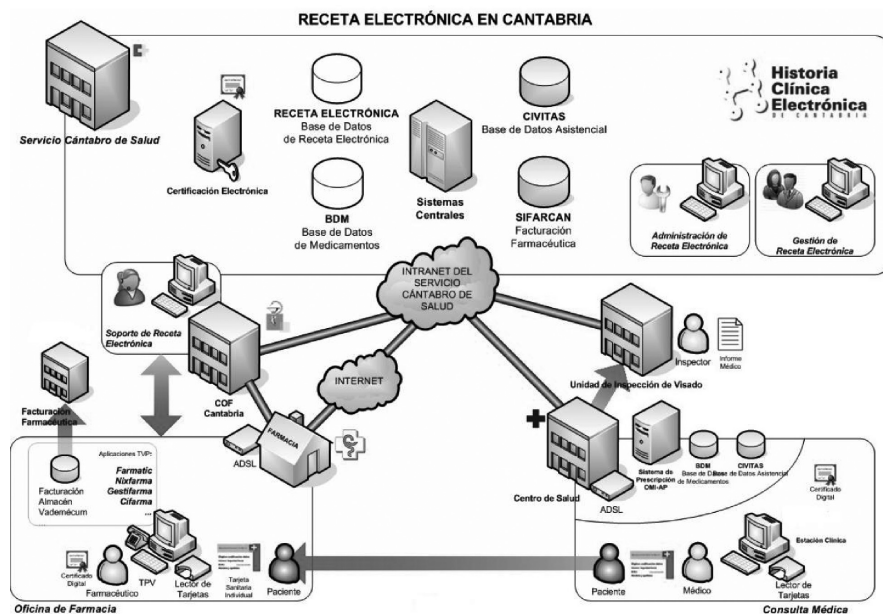 RECETA ELECTRÓNICA EN CANTABRIA
Servicio Cántabro de Salud
Certificación Electrónica
RECETA ELECTRÓNICA
Base de Datos
de Receta Electrónica
BDM
Base de Datos
de Medicamentos
Sistemas
Centrales
CIVITAS
Base de Datos Asistencial
SIFARCAN
Facturación
Farmacéutica
Historia
Clínica
Electrónica
DE CANTABRIA
Administración de
Receta Electrónica
Gestión de
Receta Electrónica
INTRANET DEL
SERVICIO
CÁNTABRO DE
SALUD
Soporte de Receta
Electrónica
COF
Cantabria
INTERNET
FARMACIA
ADSL
Inspector
Informe
Médico
Unidad de Inspección de Visado
Facturación
Farmacéutica
Aplicaciones TVP:
Farmatic
Nixfarma
Gestifarma
Cifarma
...
Facturación
Almacén
Vademécum
Centro de Salud
ADSL
Sistema de
Prescripción
OMI-AP
BDM
Base de Datos
de Medicamentos
CIVITAS
Base de Datos Asistencial
Certificado
Digital
Estación Clínica
Certificado
Digital
Farmacéutico
TPV
Lector de
Tarjetas
Tarjeta
Sanitaria
Individual
Paciente
Paciente
Médico
Lector de
Tarjetas
Oficina de Farmacia
Consulta Médica